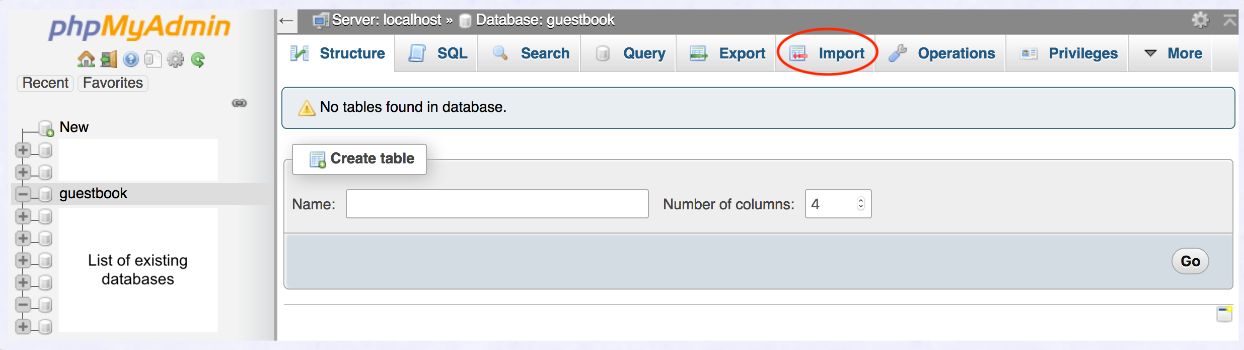 phpMyAdmin
Recent Favorites
New
guestbook
List of existing
databases
Server: localhost » Database: guestbook
Structure SQL Search Query Export Import Operations Privileges More
No tables found in database.
Create table
Name: Number of columns: 4
Go